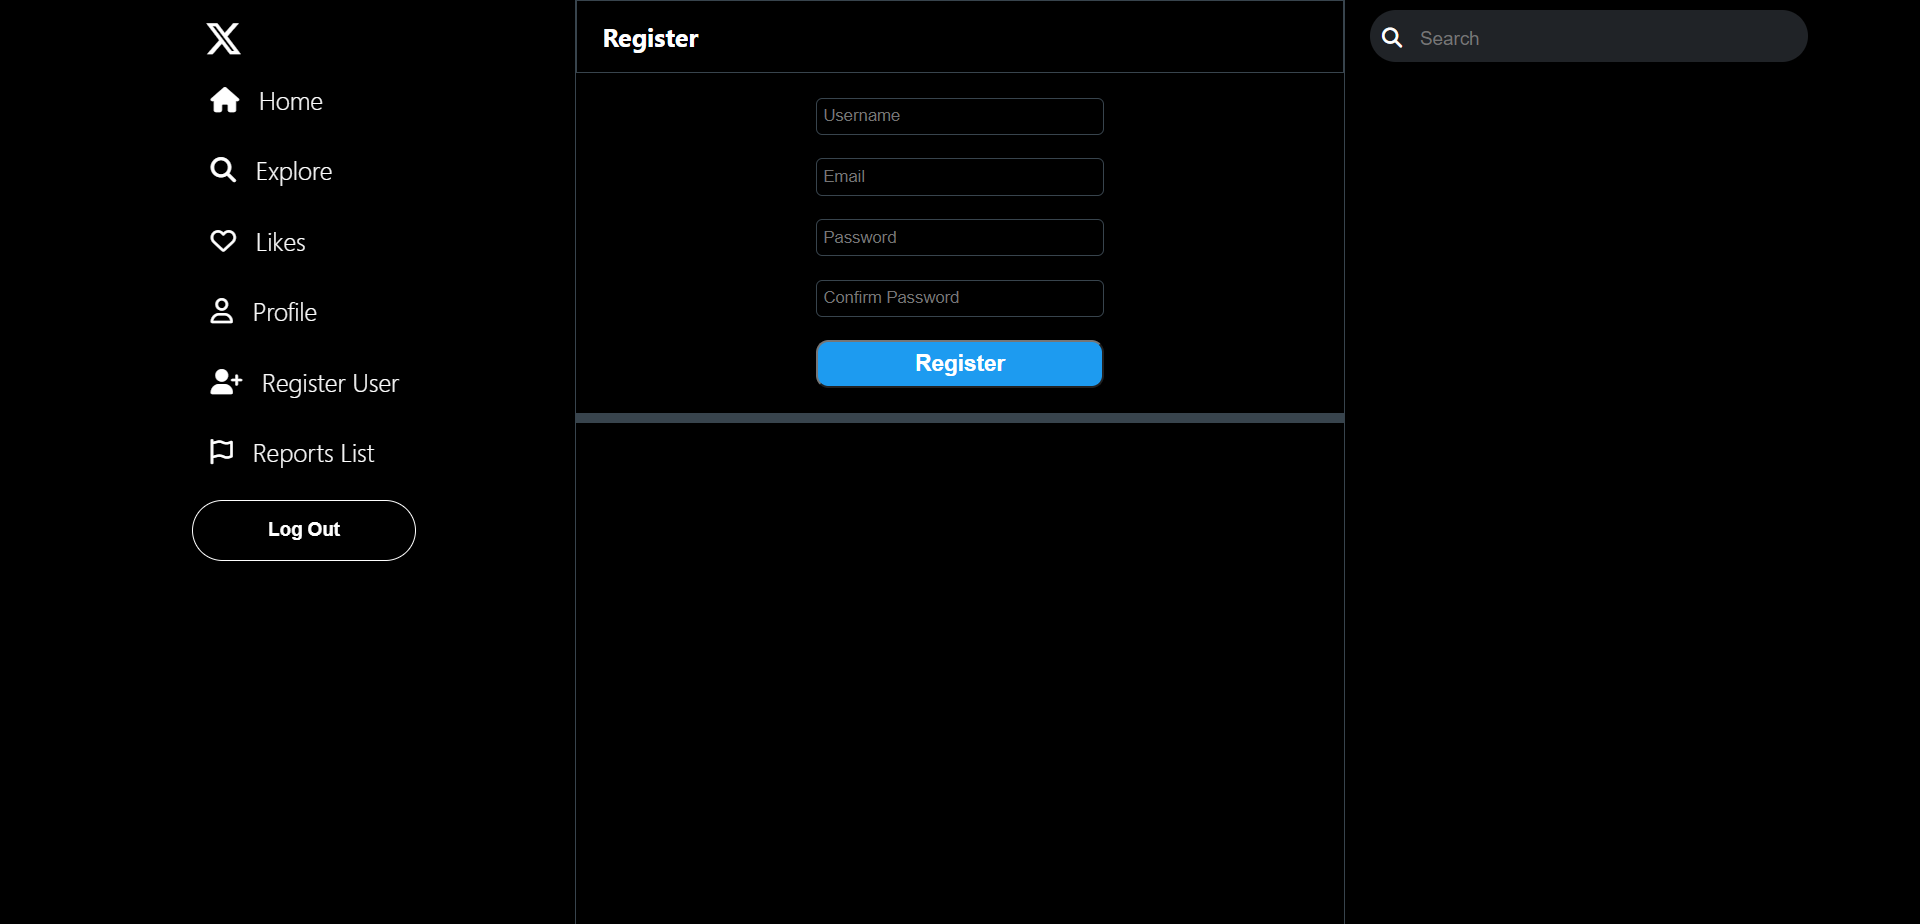 Home
Explore
Likes
Profile
Register User
Reports List
Log Out
Register
Username
Email
Password
Confirm Password
Register
Search